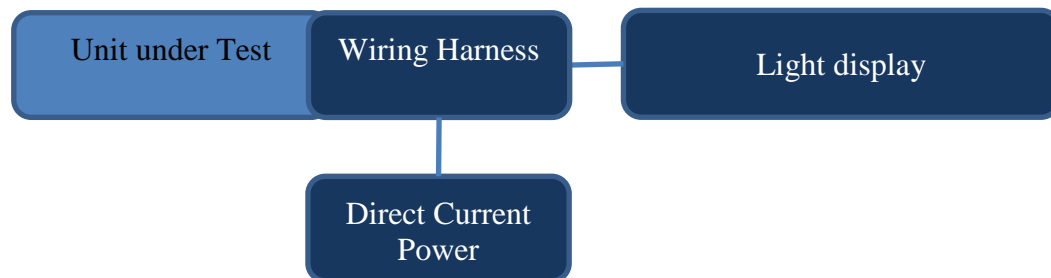 Unit under Test
Wiring Harness
Light display
Direct Current
Power